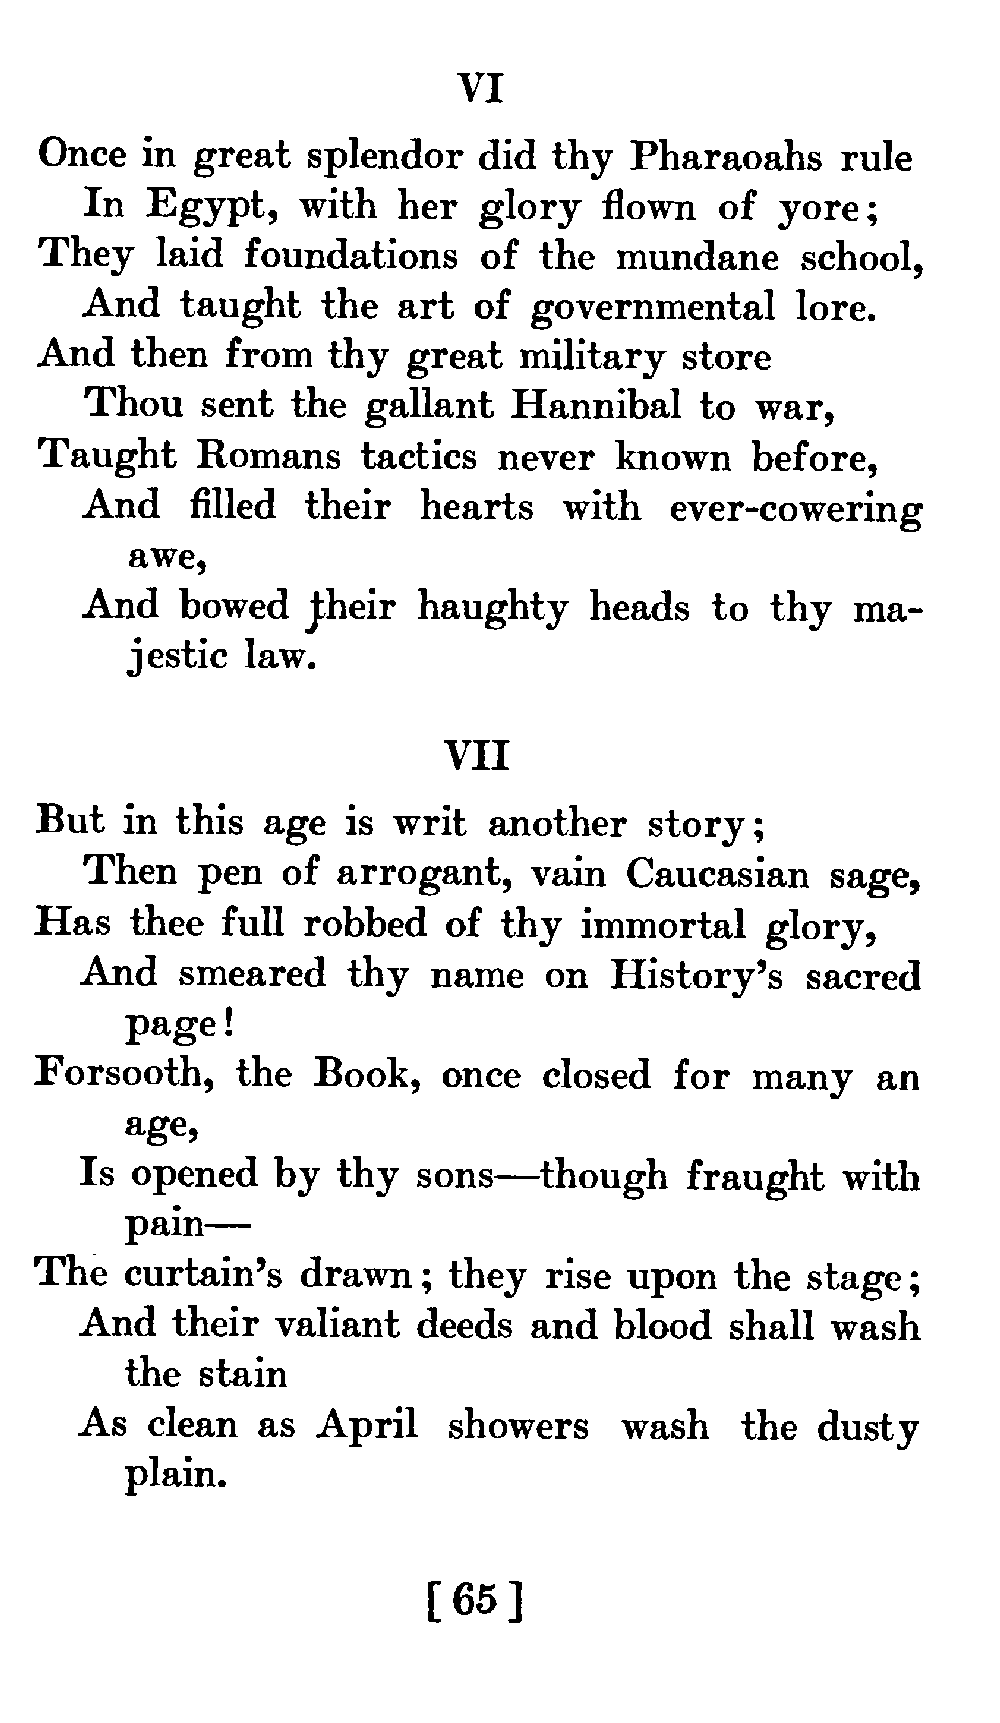 VI
Once in great splendor did thy Pharaoahs rule
In Egypt, with her glory flown of yore;
They laid foundations of the mundane school,
And taught the art of governmental lore.
And then from thy great military store
Thou sent the gallant Hannibal to war,
Taught Romans tactics never known before,
And filled their hearts with ever-cowering
awe,
And bowed their haughty heads to thy ma-
jestic law.
VII
But in this age is writ another story;
Then pen of arrogant, vain Caucasian sage,
Has thee full robbed of thy immortal glory,
And smeared thy name on History's sacred
page!
Forsooth, the Book, once closed for many an
age,
Is opened by thy sons—though fraught with
pain—
The curtain's drawn; they rise upon the stage;
And their valiant deeds and blood shall wash
the stain
As clean as April showers wash the dusty
plain.
[ 65 ]